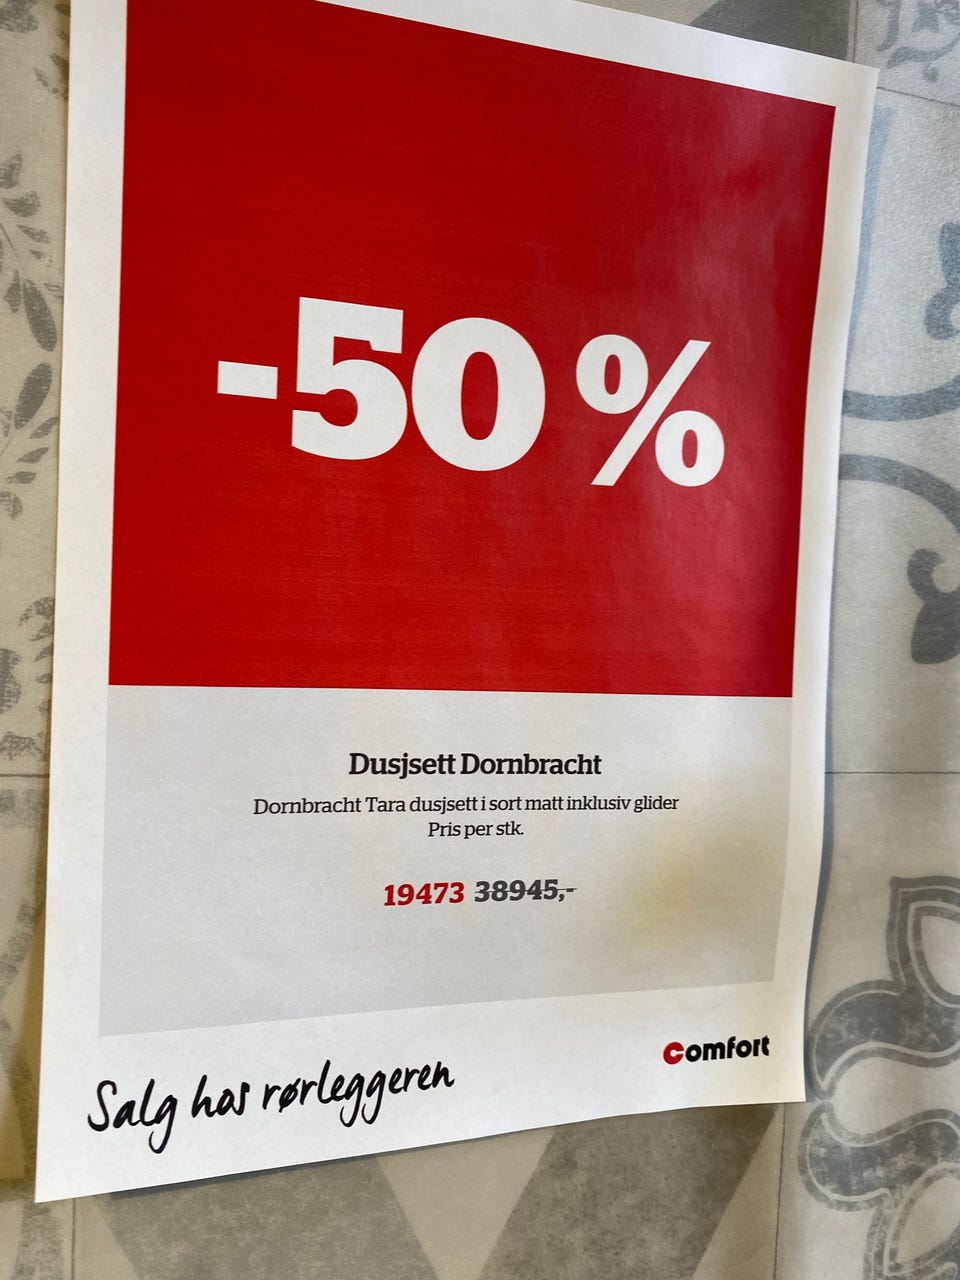 -50 %
Dusjsett Dornbracht
Dornbracht Tara dusjsett i sort matt inklusiv glider
Pris per stk.
19473 38945,-
Salg hos rørleggeren
Comfort